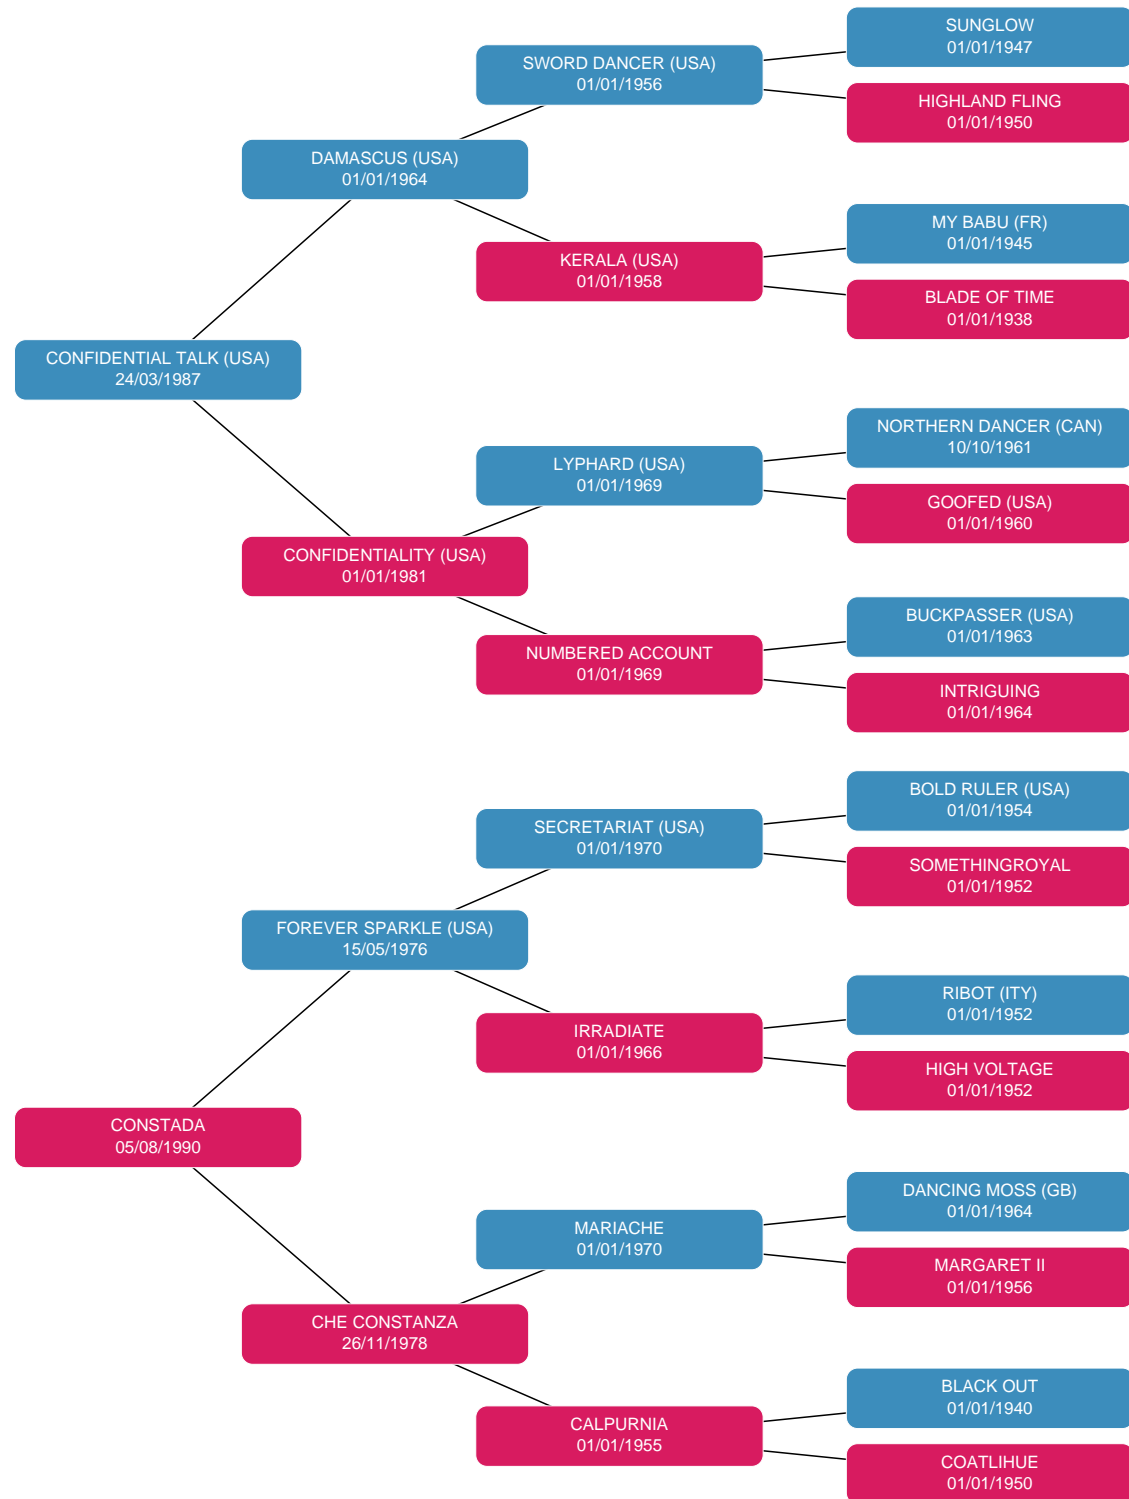 SUNGLOW
01/01/1947
SWORD DANCER (USA)
01/01/1956
HIGHLAND FLING
01/01/1950
DAMASCUS (USA)
01/01/1964
MY BABU (FR)
01/01/1945
KERALA (USA)
01/01/1958
BLADE OF TIME
01/01/1938
CONFIDENTIAL TALK (USA)
24/03/1987
NORTHERN DANCER (CAN)
10/10/1961
LYPHARD (USA)
01/01/1969
GOOFED (USA)
01/01/1960
CONFIDENTIALITY (USA)
01/01/1981
BUCKPASSER (USA)
01/01/1963
NUMBERED ACCOUNT
01/01/1969
INTRIGUING
01/01/1964
BOLD RULER (USA)
01/01/1954
SECRETARIAT (USA)
01/01/1970
SOMETHINGROYAL
01/01/1952
FOREVER SPARKLE (USA)
15/05/1976
RIBOT (ITY)
01/01/1952
IRRADIATE
01/01/1966
HIGH VOLTAGE
01/01/1952
CONSTADA
05/08/1990
DANCING MOSS (GB)
01/01/1964
MARIACHE
01/01/1970
MARGARET II
01/01/1956
CHE CONSTANZA
26/11/1978
BLACK OUT
01/01/1940
CALPURNIA
01/01/1955
COATLIHUE
01/01/1950